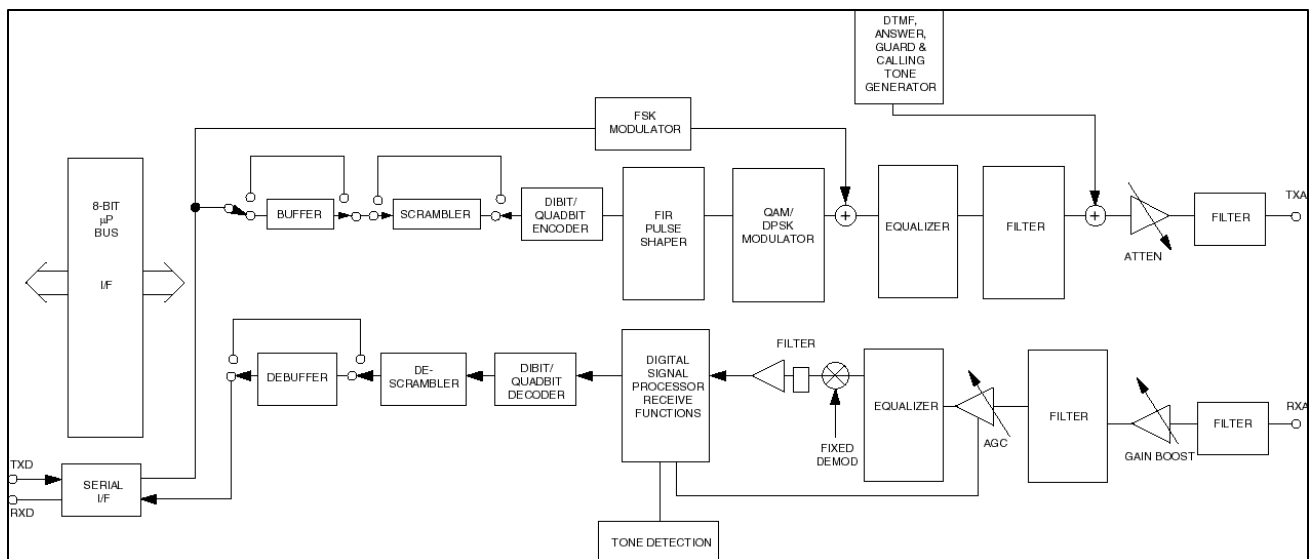 DTMF,
ANSWER,
GUARD &
CALLING
TONE
GENERATOR
FSK
MODULATOR
8-BIT
µP
BUS
I/F
BUFFER
SCRAMBLER
DIBIT/
QUADBIT
ENCODER
FIR
PULSE
SHAPER
QAM/
DPSK
MODULATOR
+
EQUALIZER
FILTER
+
ATTEN
FILTER
TXA
DEBUFFER
DE-
SCRAMBLER
DIBIT/
QUADBIT
DECODER
DIGITAL
SIGNAL
PROCESSOR
RECEIVE
FUNCTIONS
FILTER
FIXED
DEMOD
EQUALIZER
AGC
FILTER
GAIN BOOST
FILTER
RXA
TXD
RXD
SERIAL
I/F
TONE DETECTION